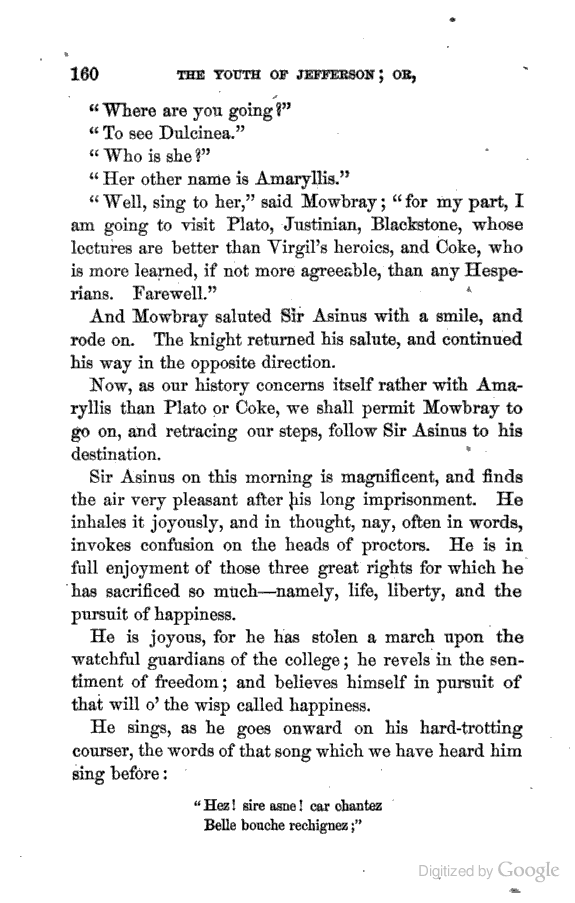 160 THE YOUTH OF JEFFERSON; OR,
"Where are you going?"
"To see Dulcinea."
"Who is she?"
"Her other name is Amaryllis."
"Well, sing to her," said Mowbray; "for my part, I
am going to visit Plato, Justinian, Blackstone, whose
lectures are better than Virgil's heroics, and Coke, who
is more learned, if not more agreeable, than any Hespe-
rians. Farewell."
And Mowbray saluted Sir Asinus with a smile, and
rode on. The knight returned his salute, and continued
his way in the opposite direction.
Now, as our history concerns itself rather with Ama-
ryllis than Plato or Coke, we shall permit Mowbray to
go on, and retracing our steps, follow Sir Asinus to his
destination.
Sir Asinus on this morning is magnificent, and finds
the air very pleasant after his long imprisonment. He
inhales it joyously, and in thought, nay, often in words,
invokes confusion on the heads of proctors. He is in
full enjoyment of those three great rights for which he
has sacrificed so much—namely, life, liberty, and the
pursuit of happiness.
He is joyous, for he has stolen a march upon the
watchful guardians of the college; he revels in the sen-
timent of freedom; and believes himself in pursuit of
that will o' the wisp called happiness.
He sings, as he goes onward on his hard-trotting
courser, the words of that song which we have heard him
sing before:
"Hez! sire asne! car chantez
Belle bouche rechignez;"
Digitized by Google